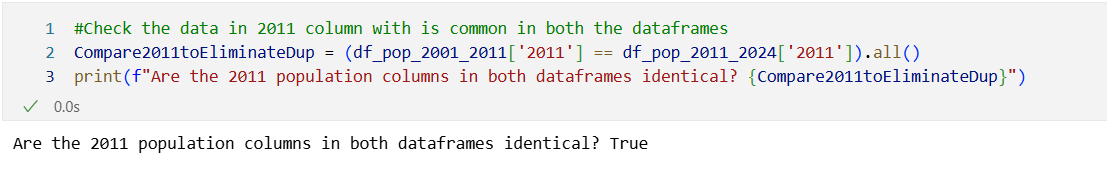 1 #Check the data in 2011 column with is common in both the dataframes
2 Compare2011toEliminateDup = (df_pop_2001_2011['2011'] == df_pop_2011_2024['2011']).all()
3 print(f"Are the 2011 population columns in both dataframes identical? {Compare2011toEliminateDup}")
✓ 0.0s
Are the 2011 population columns in both dataframes identical? True